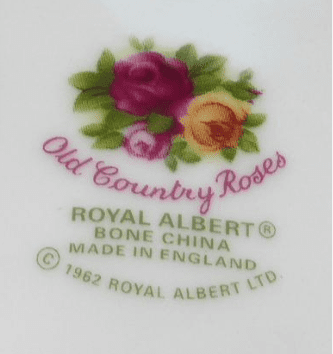 Old Country Roses
ROYAL ALBERT®
BONE CHINA
MADE IN ENGLAND
© 1962 ROYAL ALBERT LTD.